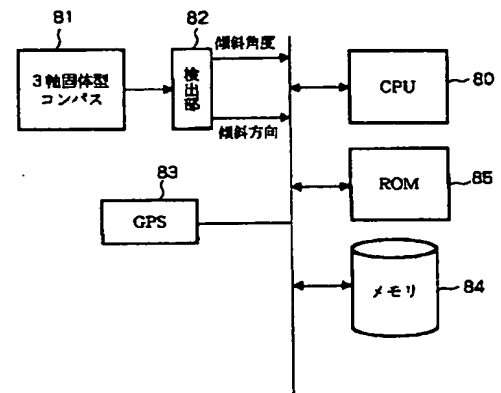 81
3軸固体型
コンパス
82
検出部
傾斜角度
傾斜方向
CPU
80
83
GPS
ROM
85
メモリ
84